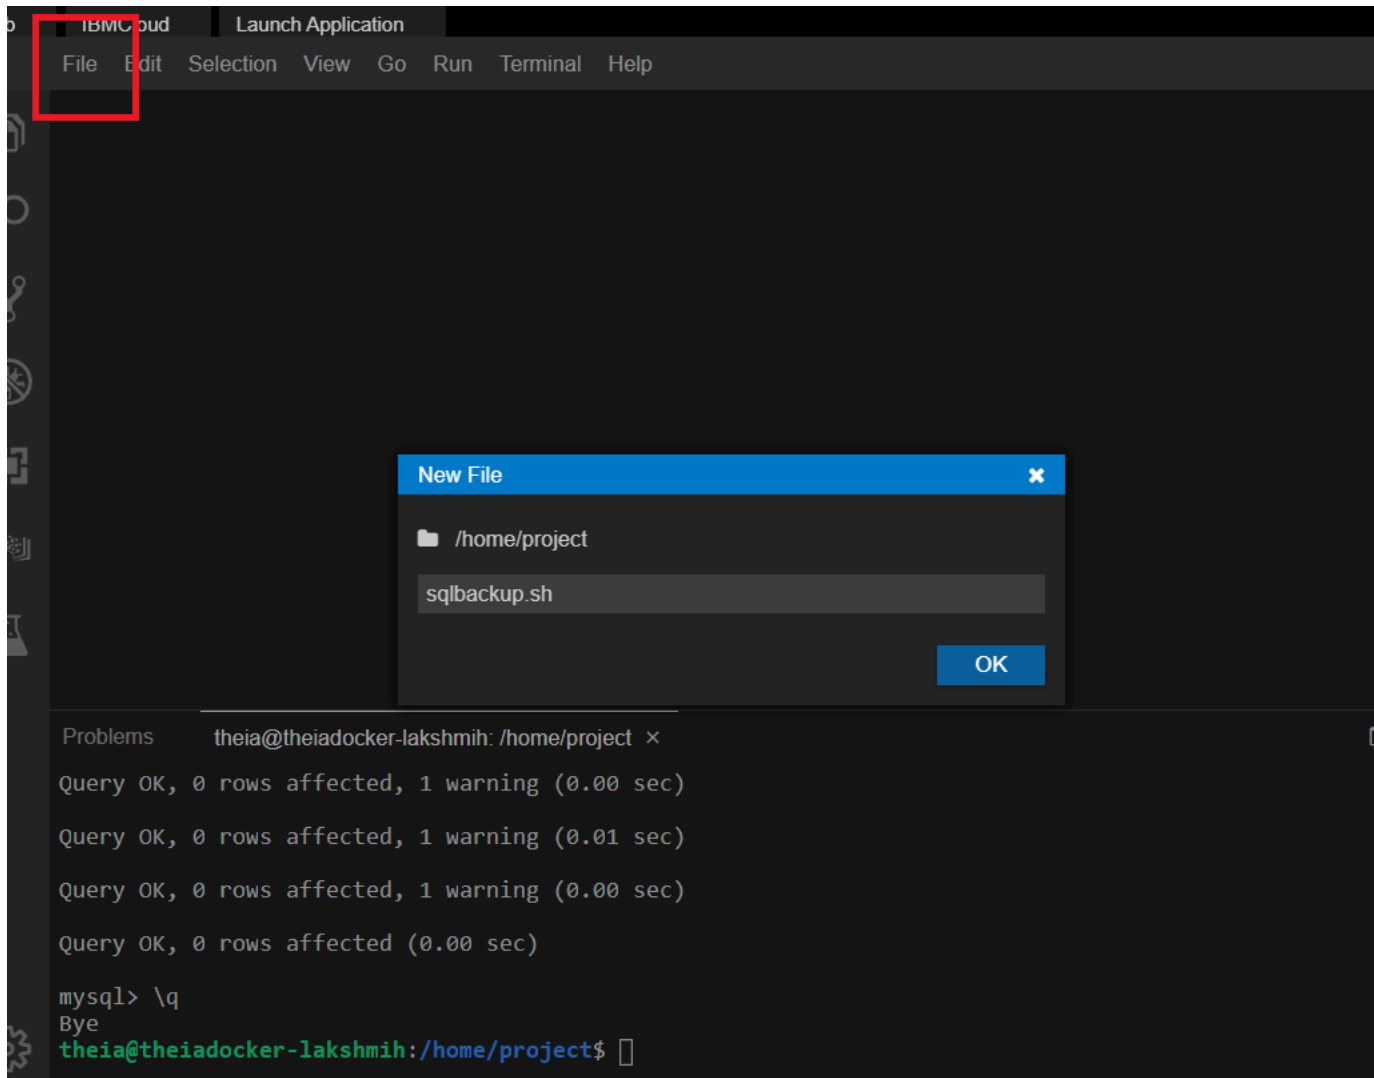 IBMCloud Launch Application
File Edit Selection View Go Run Terminal Help
New File
/home/project
sqlbackup.sh
OK
Problems theia@theiadocker-lakshmih: /home/project ×
Query OK, 0 rows affected, 1 warning (0.00 sec)
Query OK, 0 rows affected, 1 warning (0.01 sec)
Query OK, 0 rows affected, 1 warning (0.00 sec)
Query OK, 0 rows affected (0.00 sec)
mysql> \q
Bye
theia@theiadocker-lakshmih:/home/project$